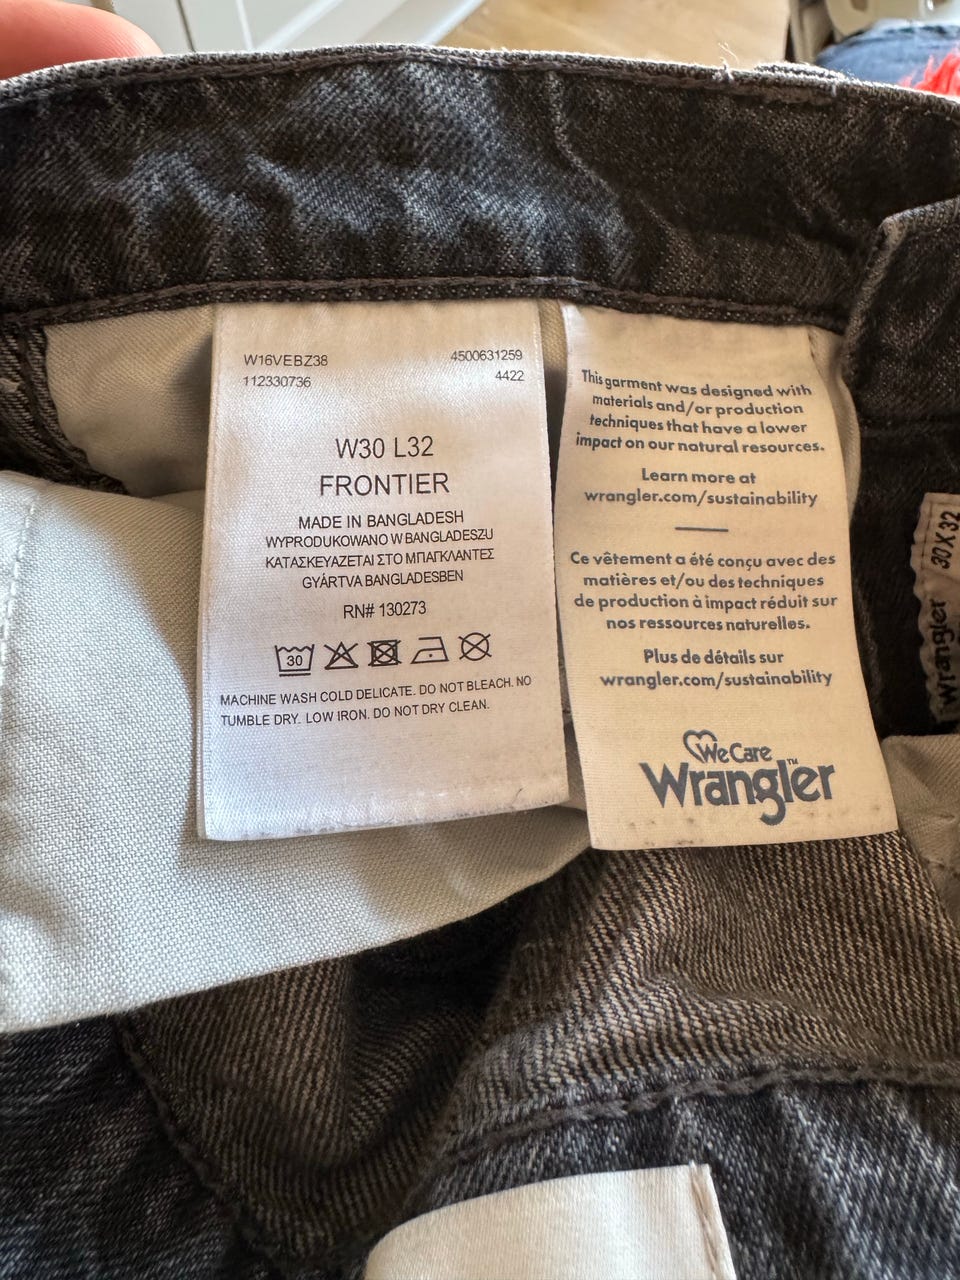 W16VEBZ38 4500631259
112330736 4422
W30 L32
FRONTIER
MADE IN BANGLADESH
WYPRODUKOWANO W BANGLADESZU
ΚΑΤΑΣΚΕΥΑΖΕΤΑΙ ΣΤΟ ΜΠΑΓΚΛΑΝΤΕΣ
GYÁRTVA BANGLADESBEN
RN# 130273
30
MACHINE WASH COLD DELICATE. DO NOT BLEACH. NO
TUMBLE DRY. LOW IRON. DO NOT DRY CLEAN.
This garment was designed with
materials and/or production
techniques that have a lower
impact on our natural resources.
Learn more at
wrangler.com/sustainability
Ce vêtement a été conçu avec des
matières et/ou des techniques
de production à impact réduit sur
nos ressources naturelles.
Plus de détails sur
wrangler.com/sustainability
We Care
Wrangler™
Wrangler 30 X 32